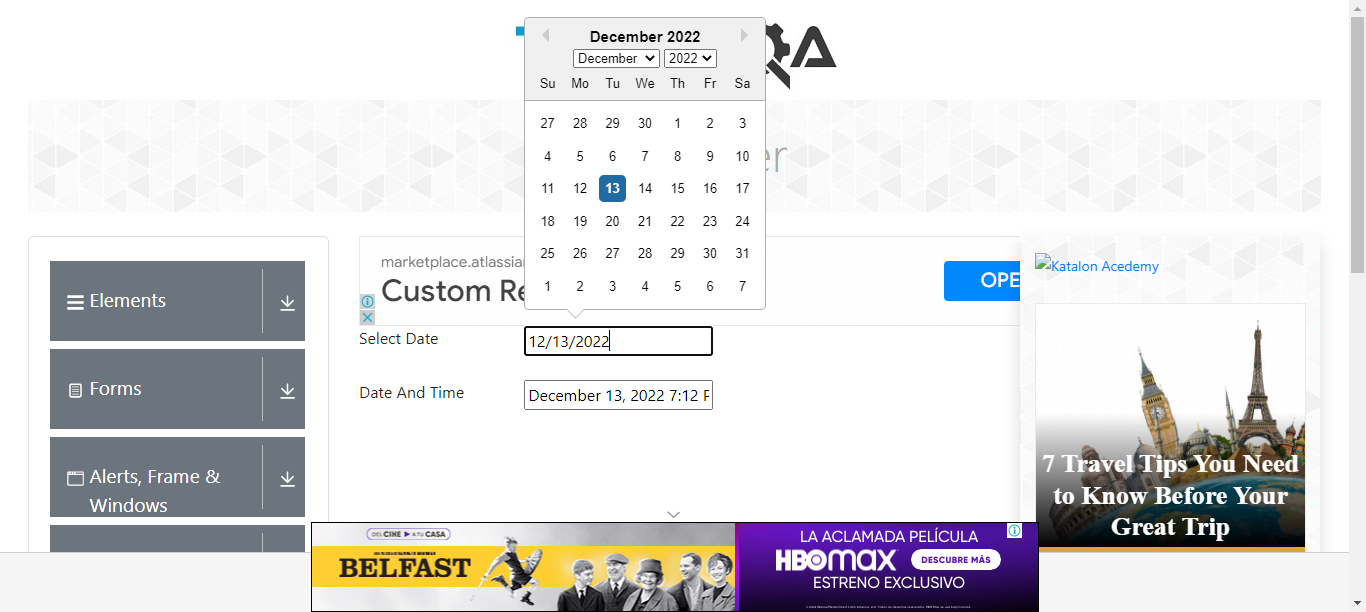 December 2022
December 2022
Su Mo Tu We Th Fr Sa
27 28 29 30 1 2 3
4 5 6 7 8 9 10
11 12 13 14 15 16 17
18 19 20 21 22 23 24
25 26 27 28 29 30 31
1 2 3 4 5 6 7
QA
er
Elements
Forms
Alerts, Frame &
Windows
marketplace.atlassian
Custom Re
OPE
Select Date
12/13/2022
Date And Time
December 13, 2022 7:12 P
Katalon Acedemy
7 Travel Tips You Need
to Know Before Your
Great Trip
DEL CINE A TU CASA
BELFAST
LA ACLAMADA PELÍCULA
HBOMAX
DESCUBRE MÁS
ESTRENO EXCLUSIVO